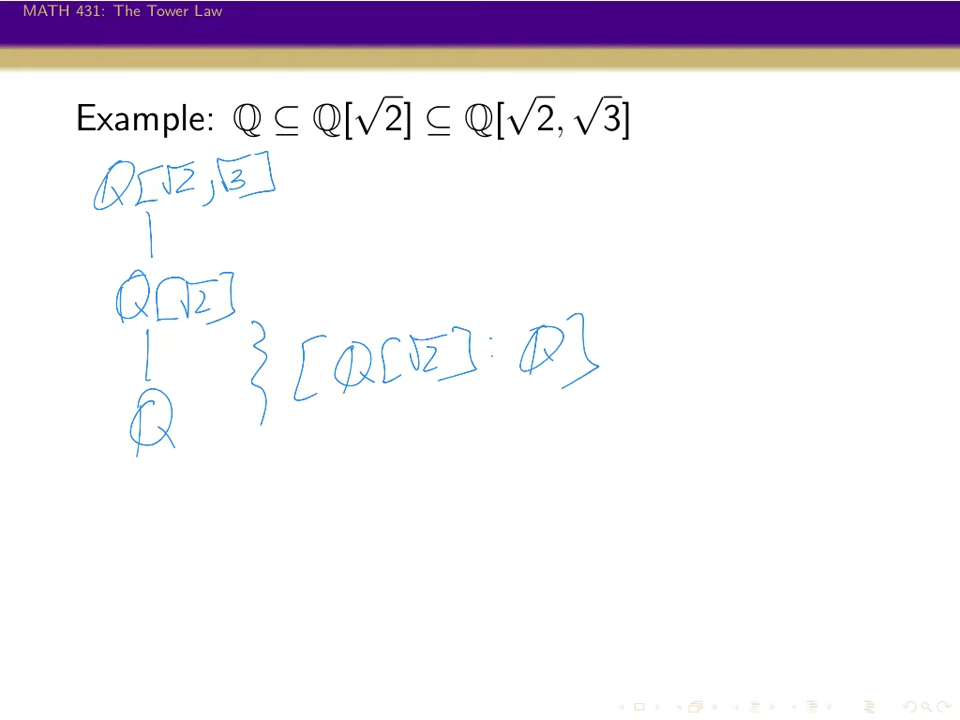 MATH 431: The Tower Law
Example: ℚ ⊆ ℚ[√2] ⊆ ℚ[√2, √3]
ℚ[√2, √3]
ℚ[√2]
[ℚ[√2] : ℚ]
ℚ